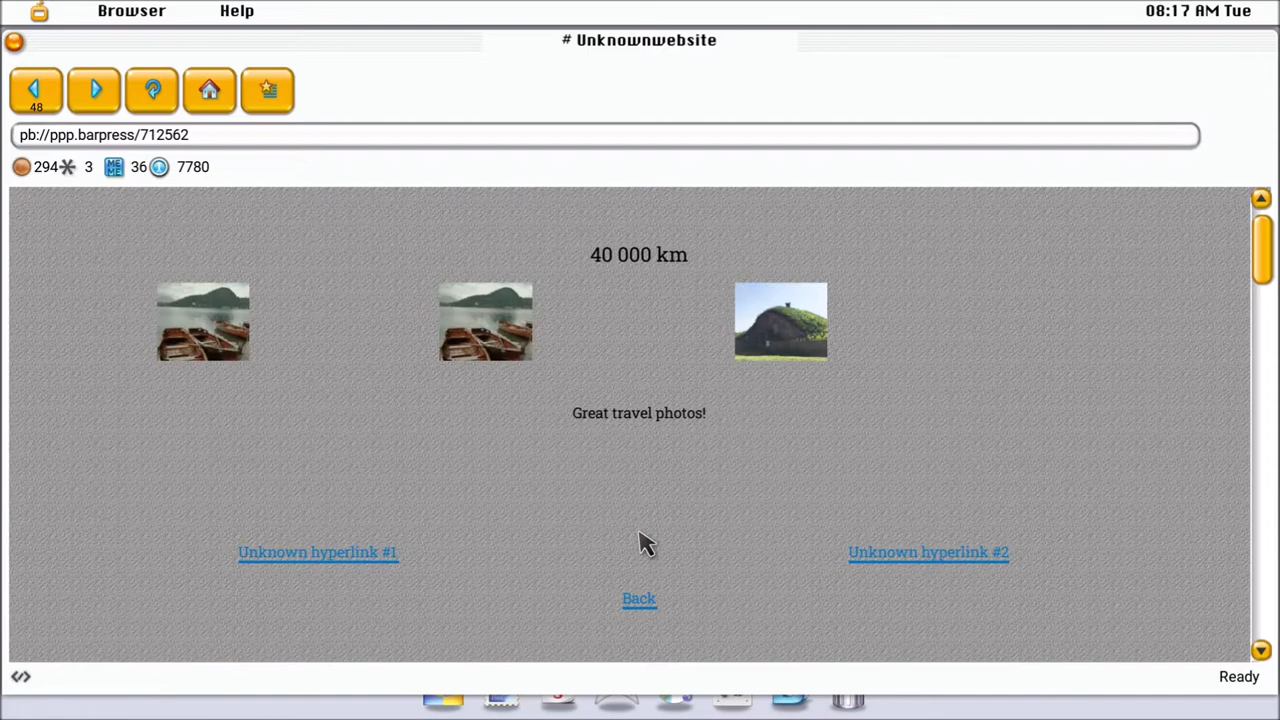 Browser Help 08:17 AM Tue
# Unknownwebsite
48
pb://ppp.barpress/712562
294 3 MEME 36 7780
40 000 km
Great travel photos!
Unknown hyperlink #1 Unknown hyperlink #2
Back
Ready